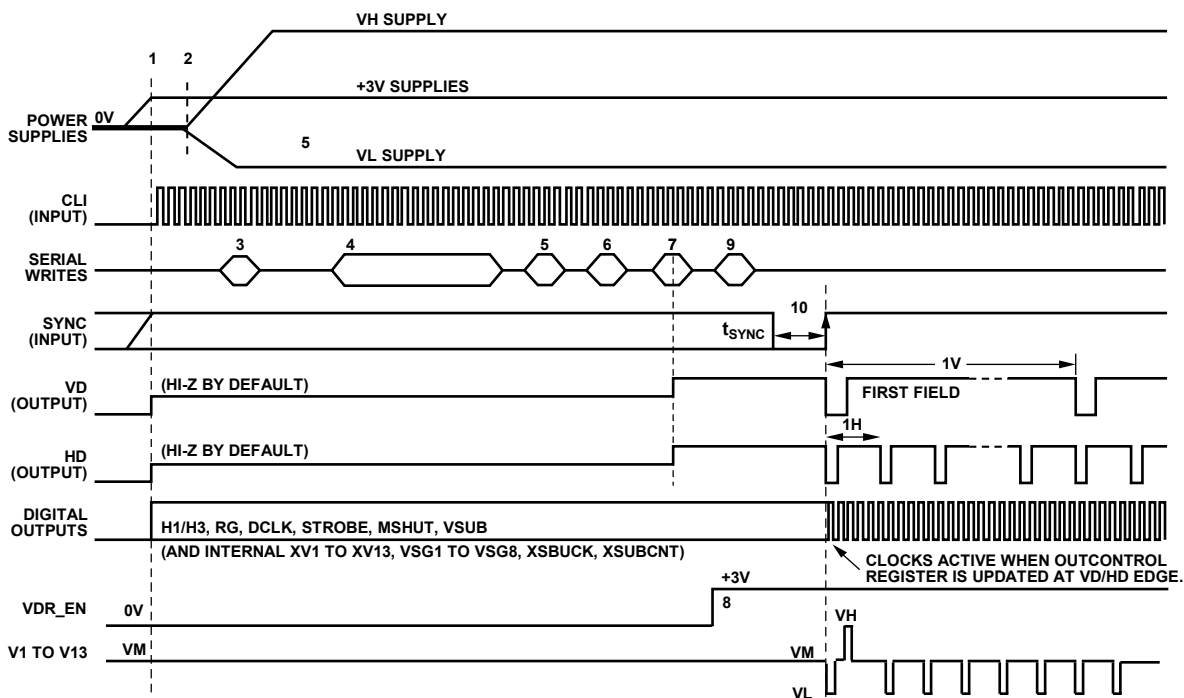 VH SUPPLY
1 2
+3V SUPPLIES
POWER
SUPPLIES
0V
5
VL SUPPLY
CLI
(INPUT)
3 4 5 6 7 9
SERIAL
WRITES
10
SYNC
(INPUT)
tSYNC
1V
VD
(OUTPUT)
(HI-Z BY DEFAULT)
FIRST FIELD
1H
HD
(OUTPUT)
(HI-Z BY DEFAULT)
DIGITAL
OUTPUTS
H1/H3, RG, DCLK, STROBE, MSHUT, VSUB
(AND INTERNAL XV1 TO XV13, VSG1 TO VSG8, XSBUCK, XSUBCNT)
CLOCKS ACTIVE WHEN OUTCONTROL
REGISTER IS UPDATED AT VD/HD EDGE.
+3V
VDR_EN
0V
8
VH
V1 TO V13
VM
VM
VL